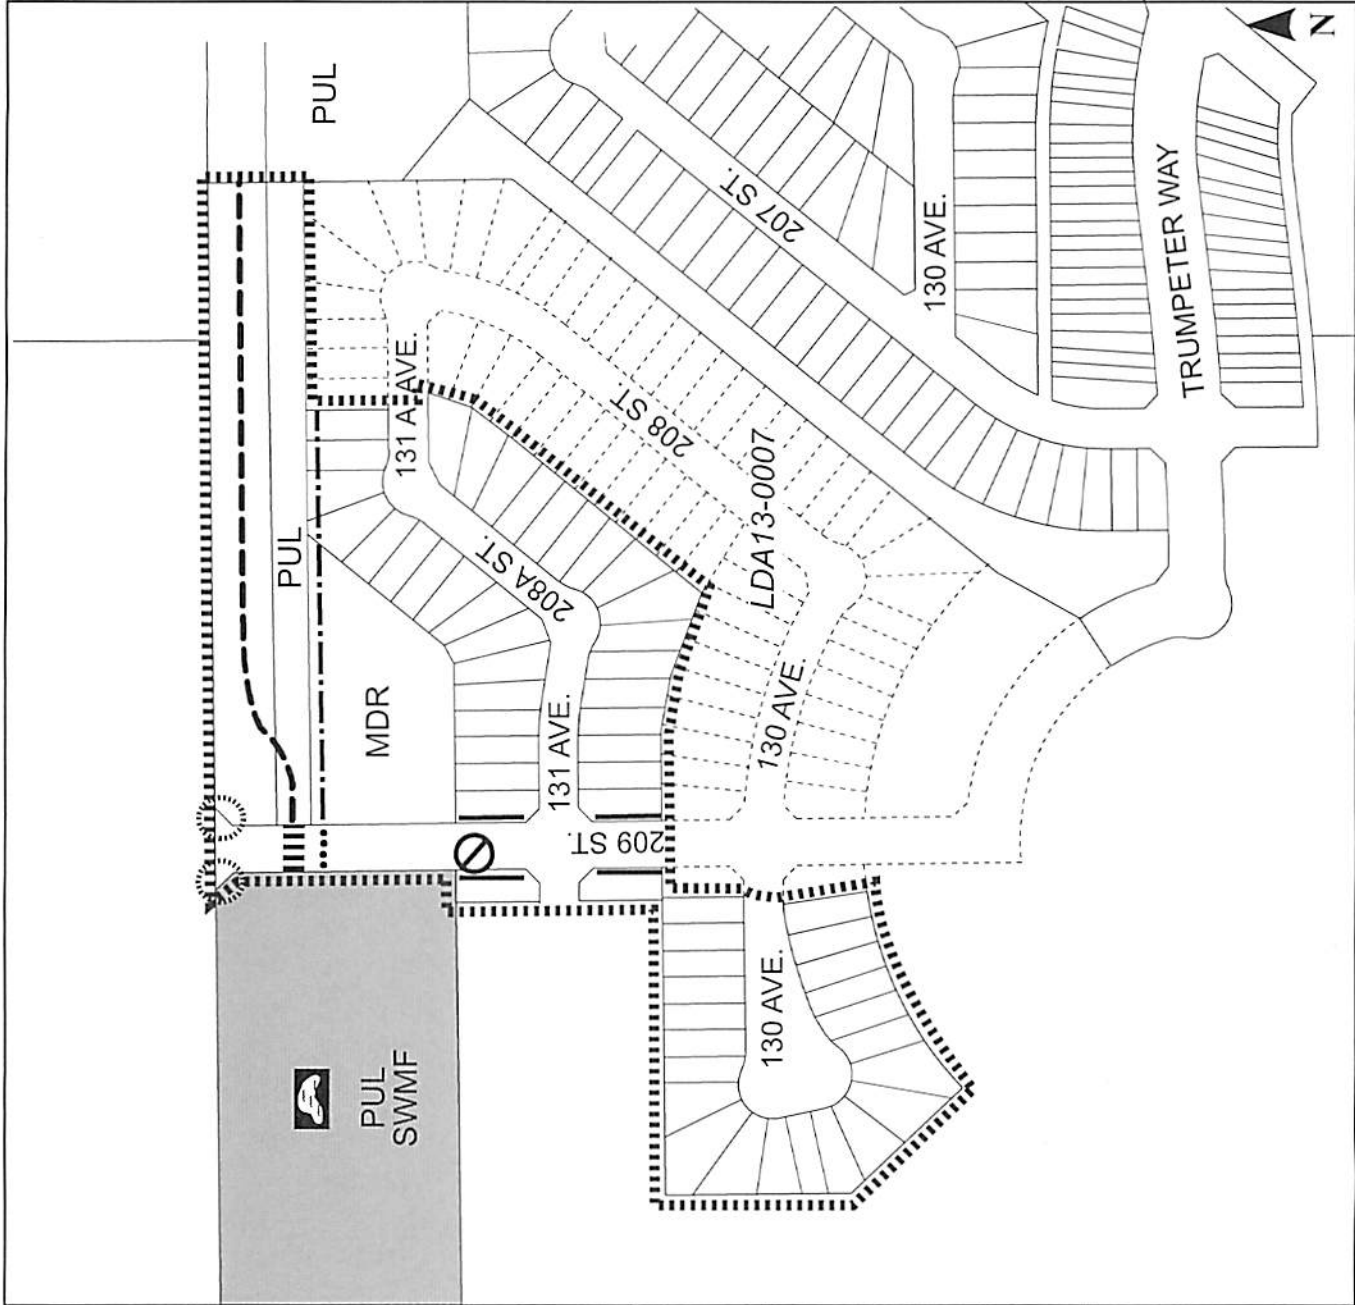 N
PUL
207 ST.
130 AVE.
TRUMPETER WAY
131 A AVE.
208 ST.
LDA13-0007
PUL
208A ST.
MDR
131 AVE.
130 AVE.
209 ST.
130 AVE.
PUL
SWMF